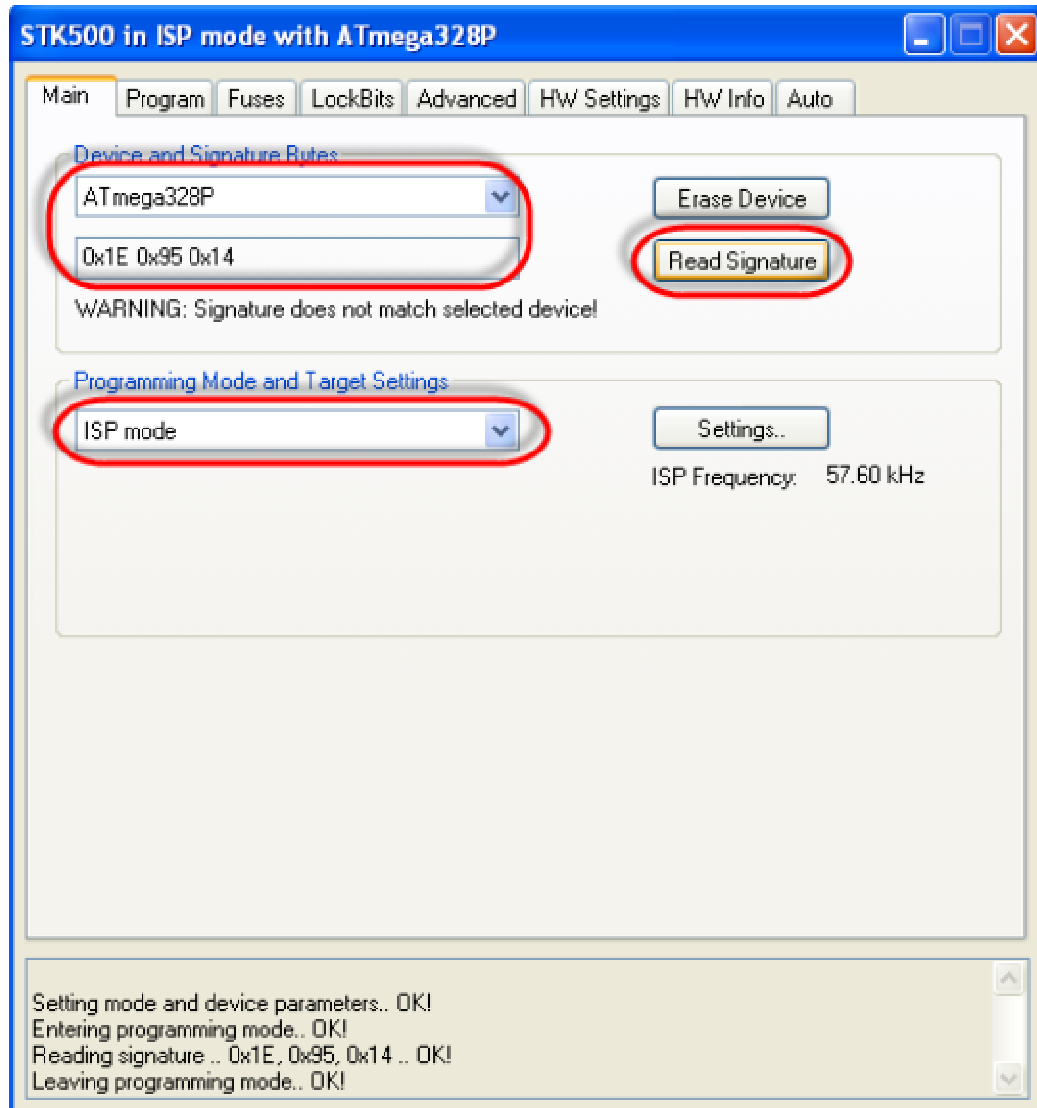 STK500 in ISP mode with ATmega328P
Main Program Fuses LockBits Advanced HW Settings HW Info Auto
Device and Signature Bytes
ATmega328P
Erase Device
0x1E 0x95 0x14
Read Signature
WARNING: Signature does not match selected device!
Programming Mode and Target Settings
ISP mode
Settings..
ISP Frequency: 57.60 kHz
Setting mode and device parameters.. OK!
Entering programming mode.. OK!
Reading signature .. 0x1E, 0x95, 0x14 .. OK!
Leaving programming mode.. OK!